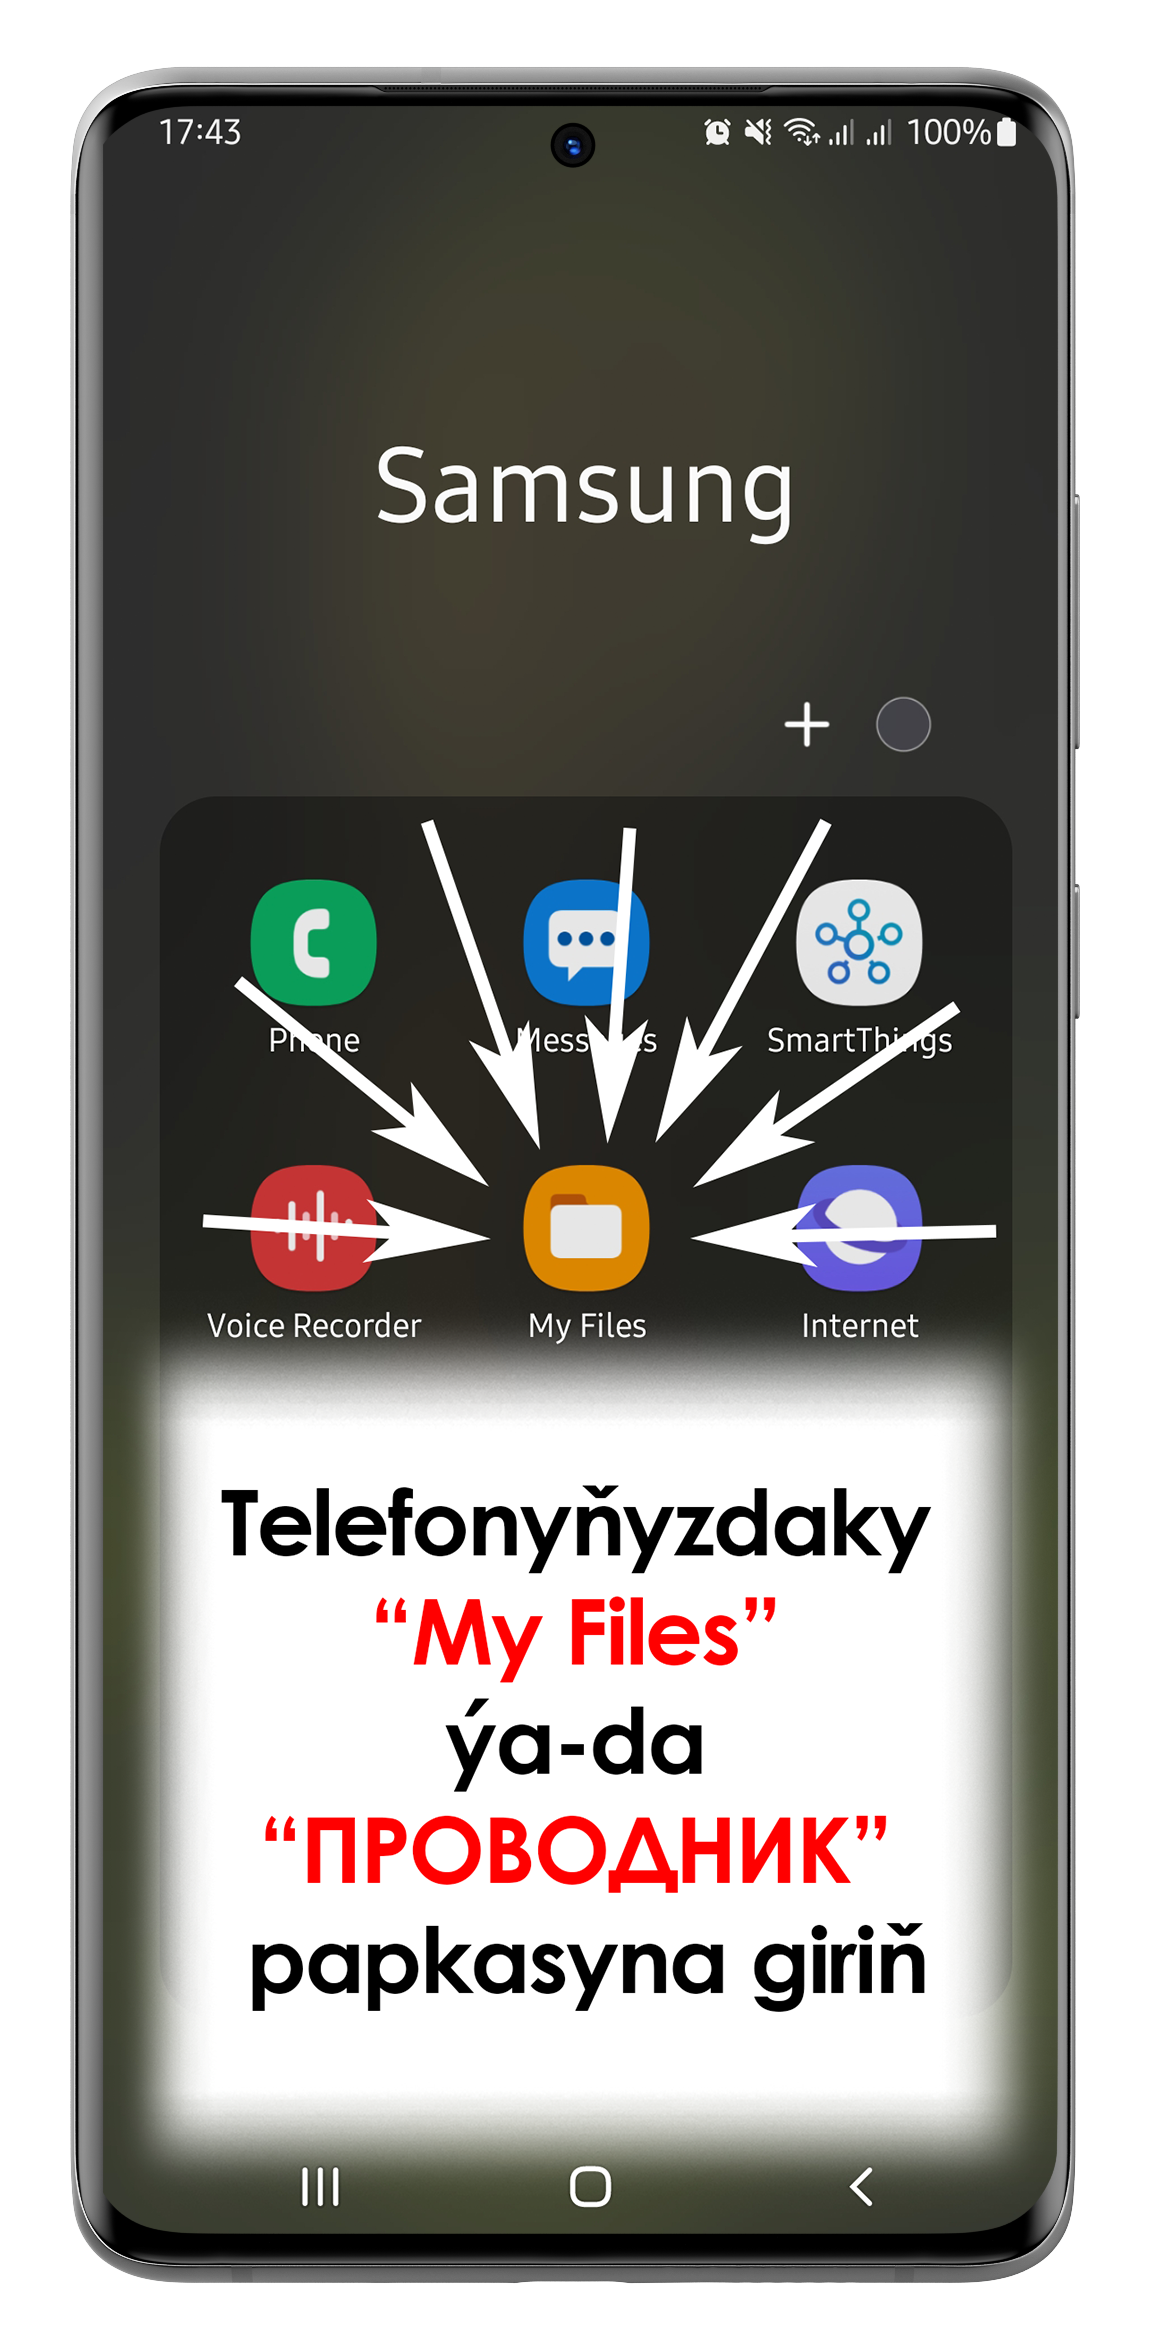 17:43
100%
Samsung
Phone
SmartThings
Voice Recorder
My Files
Internet
Telefonyňyzdaky
“My Files”
ýa-da
“ПРОВОДНИК”
papkasyna giriň